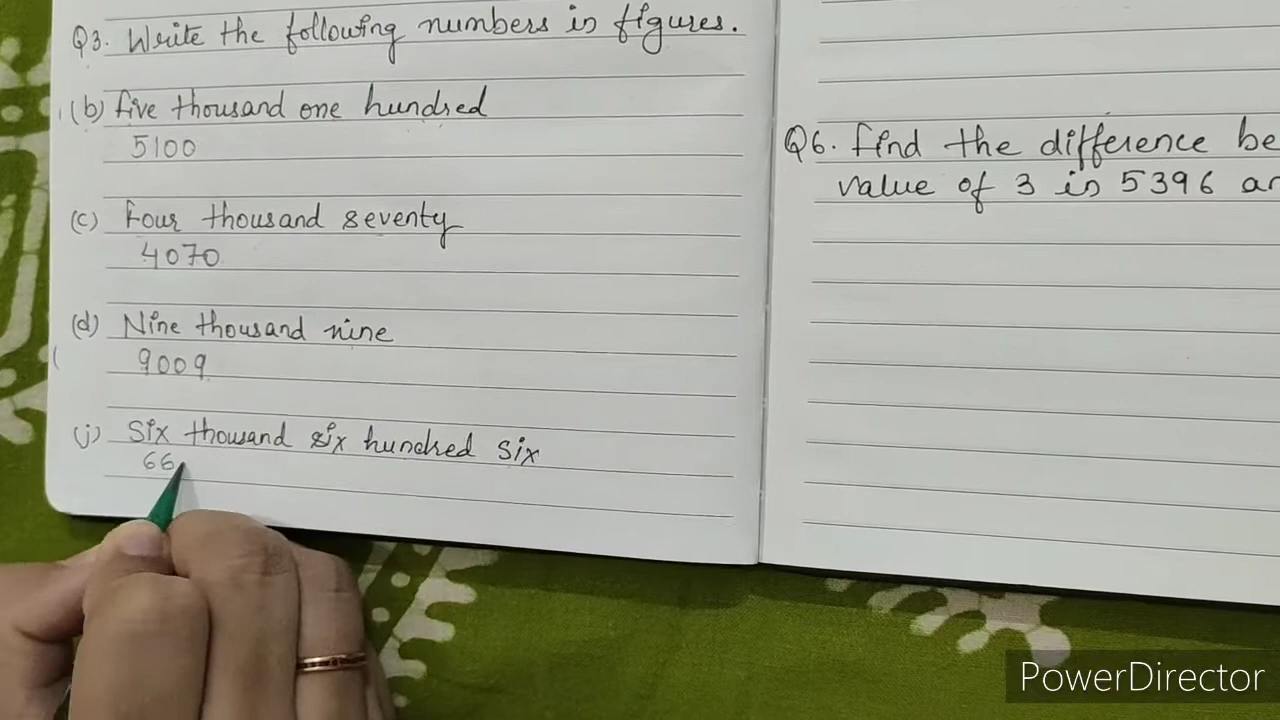 Q3. Write the following numbers in figures.
(b) five thousand one hundred
5100
(c) Four thousand seventy
4070
(d) Nine thousand nine
9009
(j) Six thousand six hundred six
66
Q6. find the difference be
value of 3 in 5396 an
PowerDirector